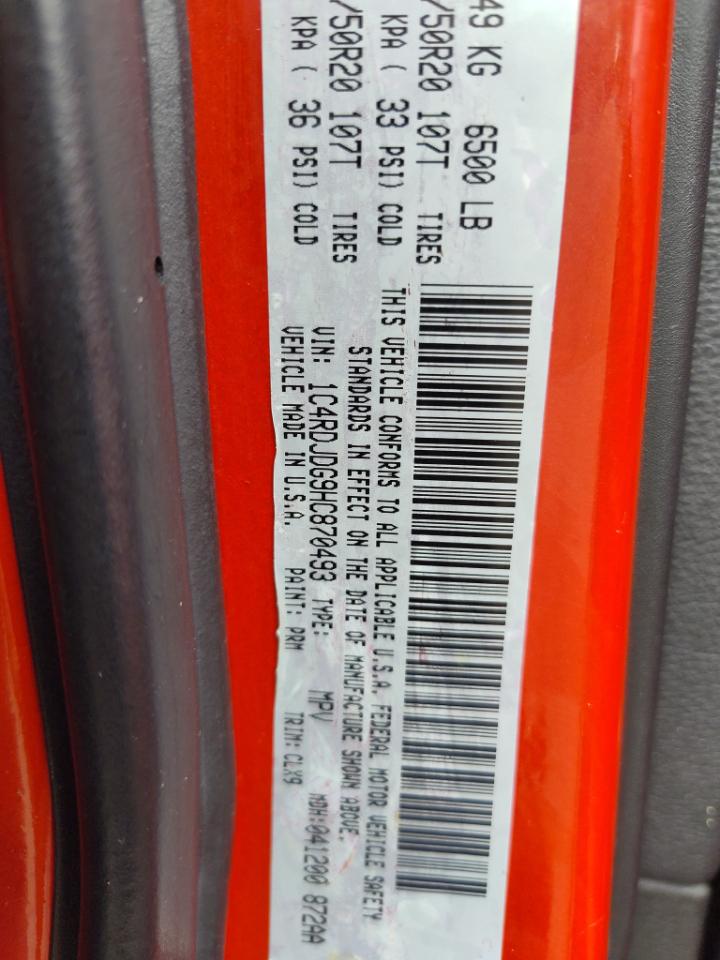 49 KG 6500 LB
/50R20 107T TIRES
KPA ( 33 PSI) COLD
/50R20 107T TIRES
KPA ( 36 PSI) COLD
THIS VEHICLE CONFORMS TO ALL APPLICABLE U.S.A. FEDERAL MOTOR VEHICLE SAFETY
STANDARDS IN EFFECT ON THE DATE OF MANUFACTURE SHOWN ABOVE.
VIN: 1C4RDJDG9HC870493 TYPE: MPV MDH:041200 872AA
VEHICLE MADE IN U.S.A. PAINT: PRM TRIM: CLX9